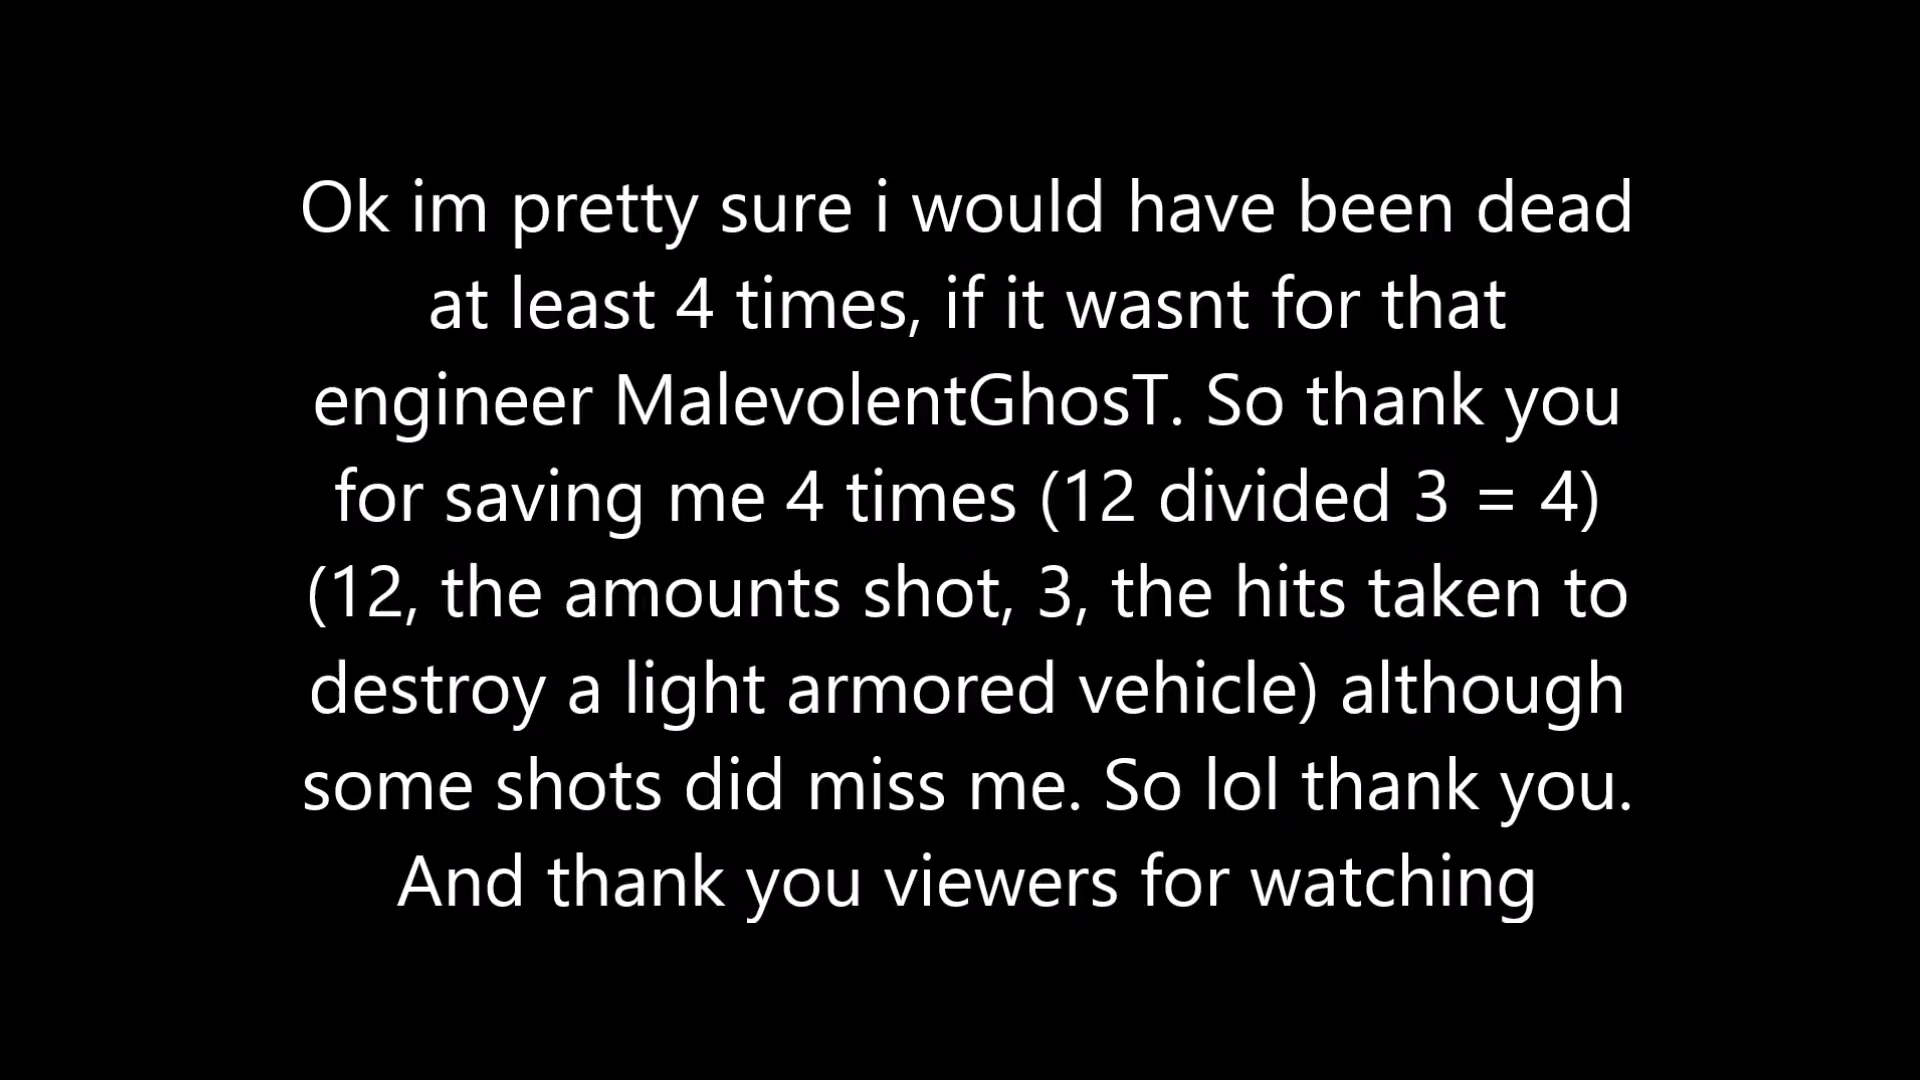 Ok im pretty sure i would have been dead
at least 4 times, if it wasnt for that
engineer MalevolentGhosT. So thank you
for saving me 4 times (12 divided 3 = 4)
(12, the amounts shot, 3, the hits taken to
destroy a light armored vehicle) although
some shots did miss me. So lol thank you.
And thank you viewers for watching